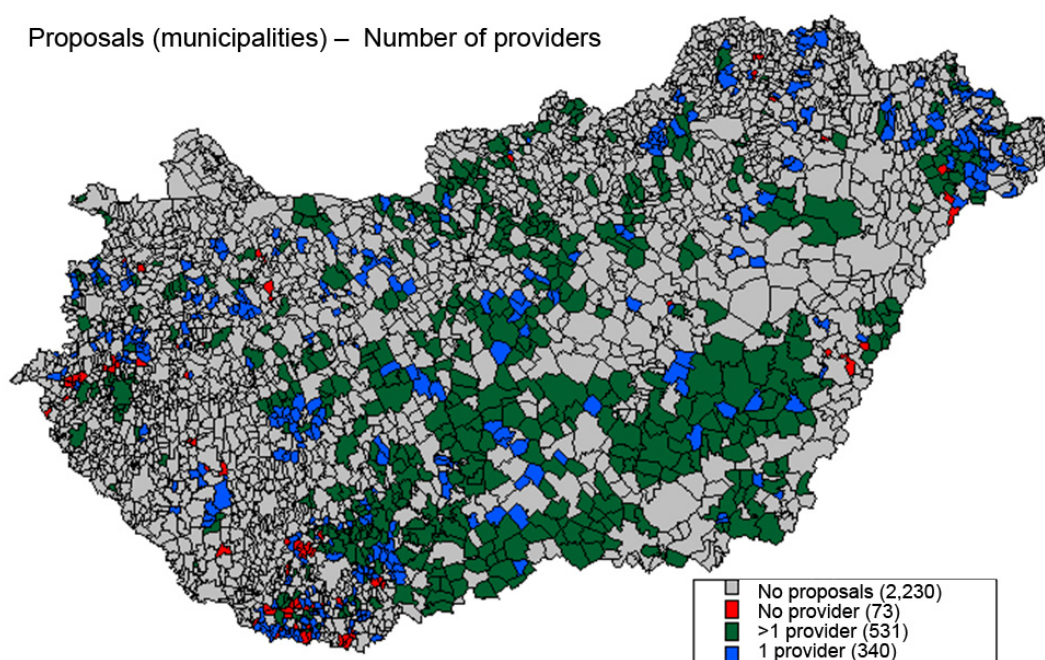 Proposals (municipalities) – Number of providers
No proposals (2,230)
No provider (73)
>1 provider (531)
1 provider (340)